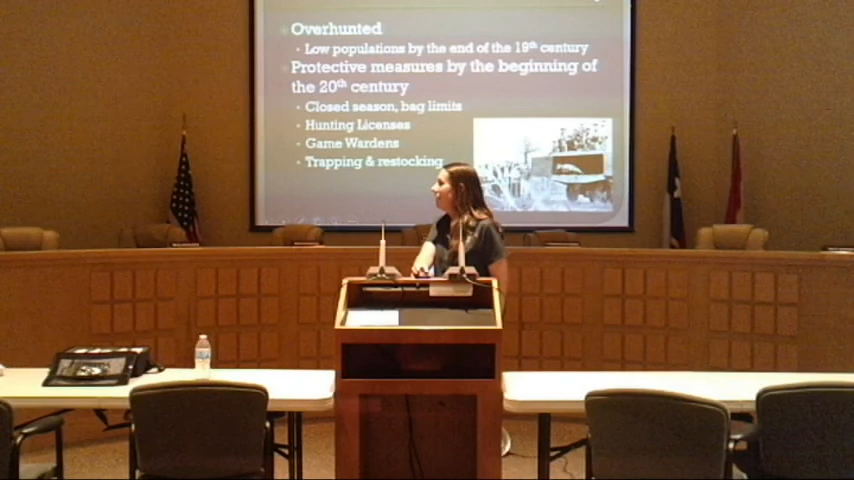 Overhunted
Low populations by the end of the 19th century
Protective measures by the beginning of
the 20th century
Closed season, bag limits
Hunting Licenses
Game Wardens
Trapping & restocking